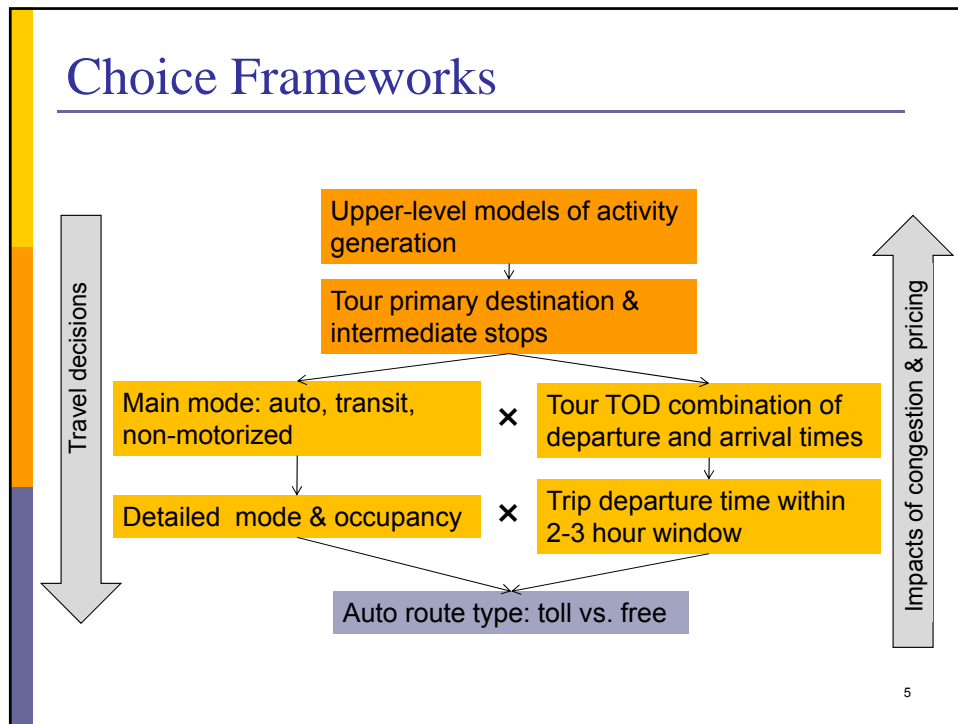 Choice Frameworks
Upper-level models of activity
generation
Tour primary destination &
intermediate stops
Travel decisions
Impacts of congestion & pricing
Main mode: auto, transit,
non-motorized
×
Tour TOD combination of
departure and arrival times
Detailed mode & occupancy
×
Trip departure time within
2-3 hour window
Auto route type: toll vs. free
5